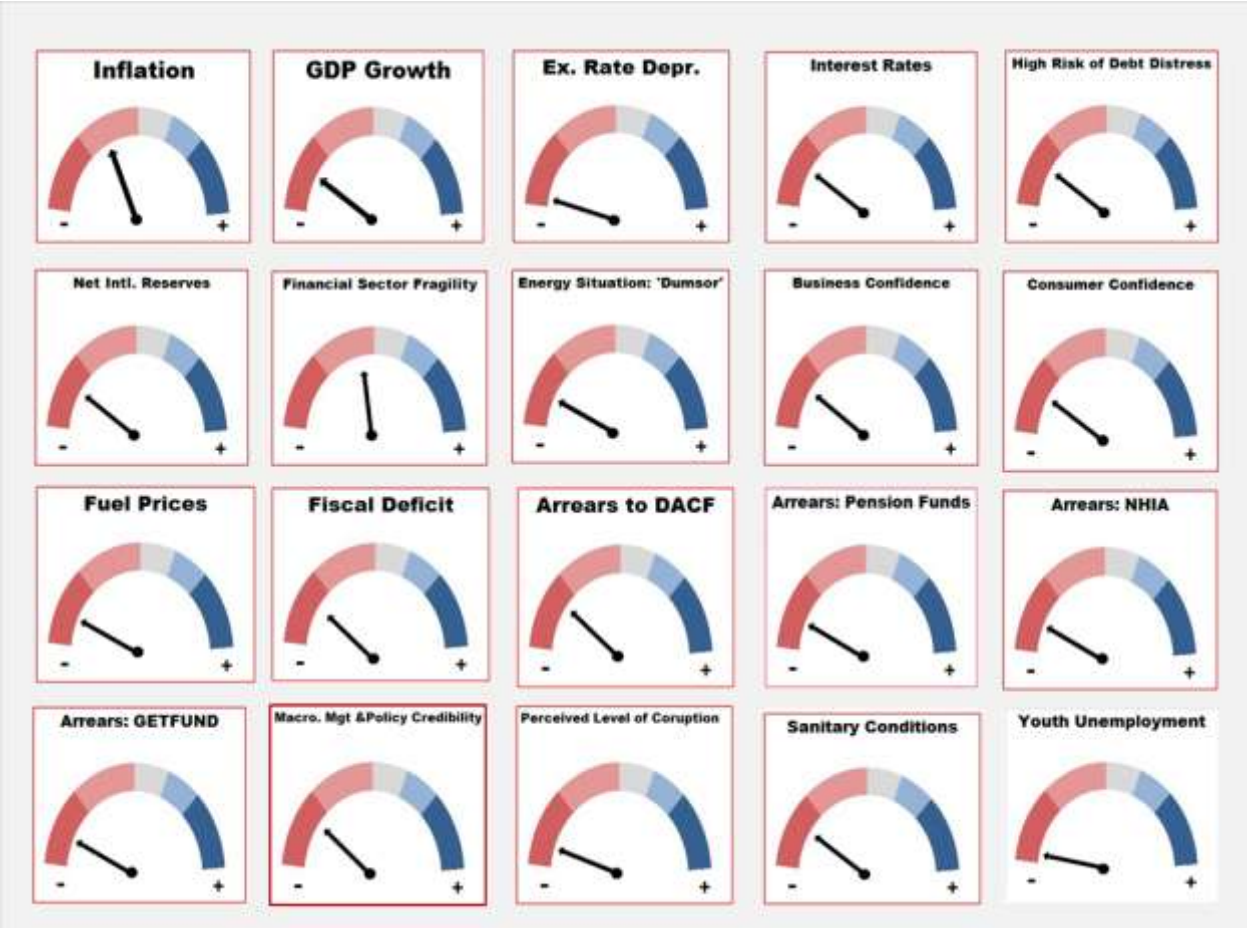 Inflation
GDP Growth
Ex. Rate Depr.
Interest Rates
High Risk of Debt Distress
- +
- +
- +
- +
- +
Net Intl. Reserves
Financial Sector Fragility
Energy Situation: 'Dumsor'
Business Confidence
Consumer Confidence
- +
- +
- +
- +
- +
Fuel Prices
Fiscal Deficit
Arrears to DACF
Arrears: Pension Funds
Arrears: NHIA
- +
- +
- +
- +
- +
Arrears: GETFUND
Macro. Mgt &Policy Credibility
Perceived Level of Coruption
Sanitary Conditions
Youth Unemployment
- +
- +
- +
- +
- +